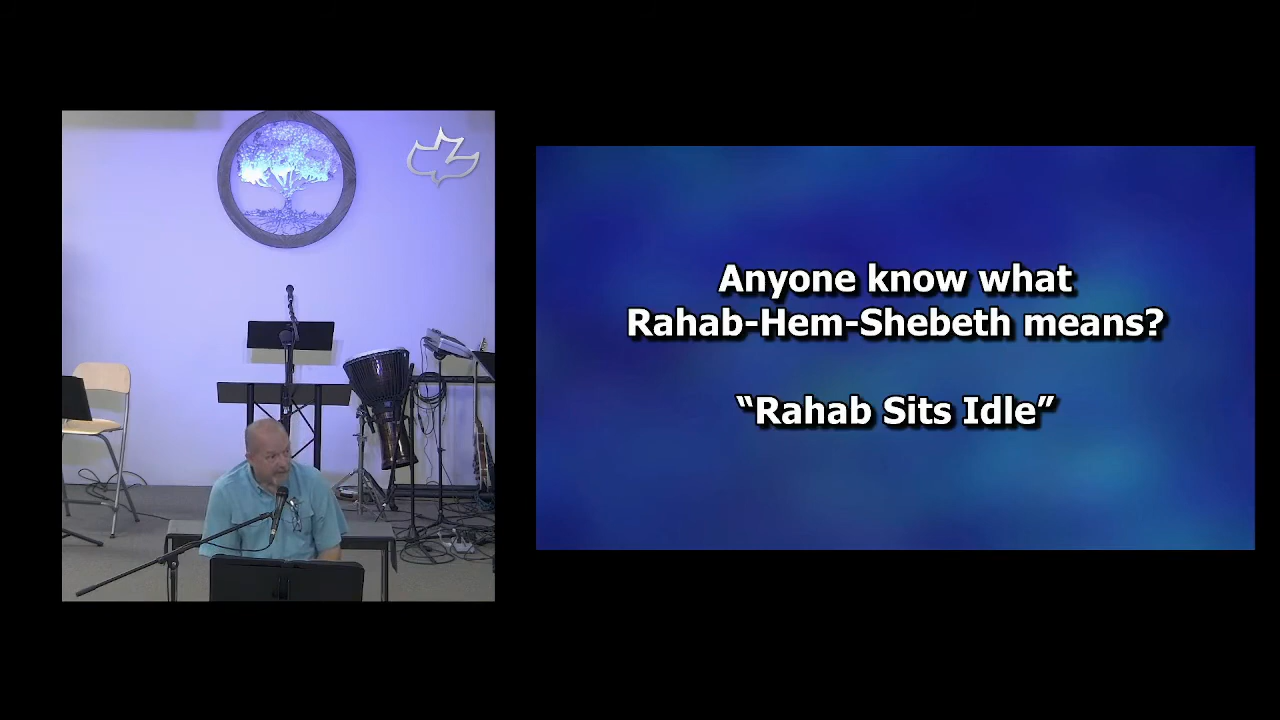 Anyone know what
Rahab-Hem-Shebeth means?
“Rahab Sits Idle”